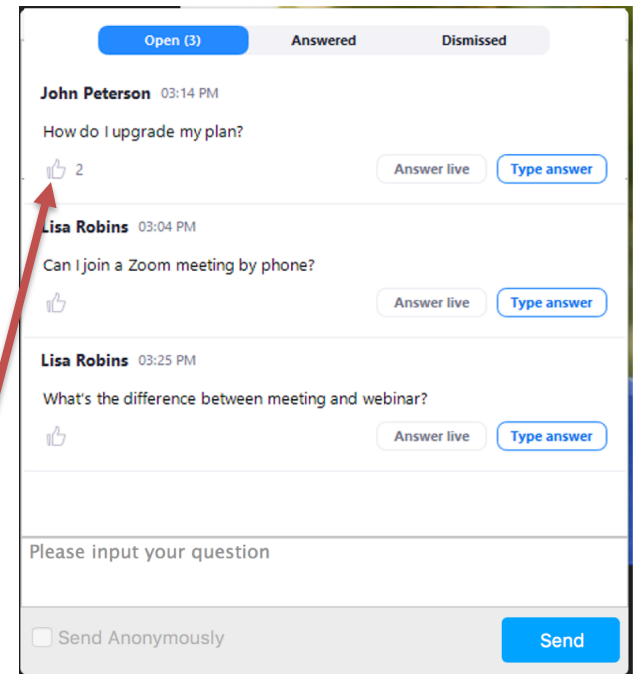 Open (3) Answered Dismissed
John Peterson 03:14 PM
How do I upgrade my plan?
2 Answer live Type answer
Lisa Robins 03:04 PM
Can I join a Zoom meeting by phone?
Answer live Type answer
Lisa Robins 03:25 PM
What's the difference between meeting and webinar?
Answer live Type answer
Please input your question
Send Anonymously Send